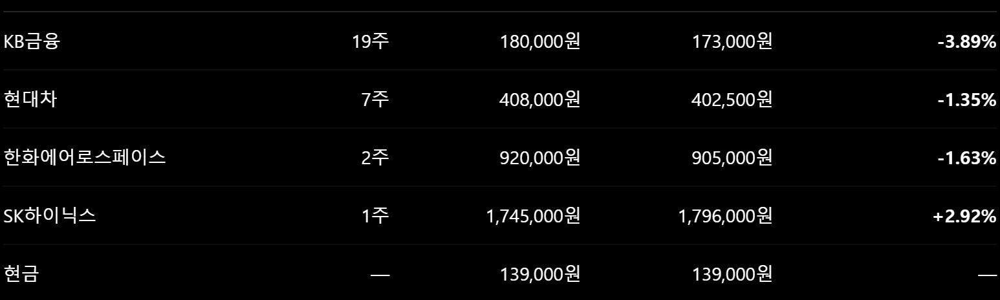 KB금융 19주 180,000원 173,000원 -3.89%
현대차 7주 408,000원 402,500원 -1.35%
한화에어로스페이스 2주 920,000원 905,000원 -1.63%
SK하이닉스 1주 1,745,000원 1,796,000원 +2.92%
현금 — 139,000원 139,000원 —